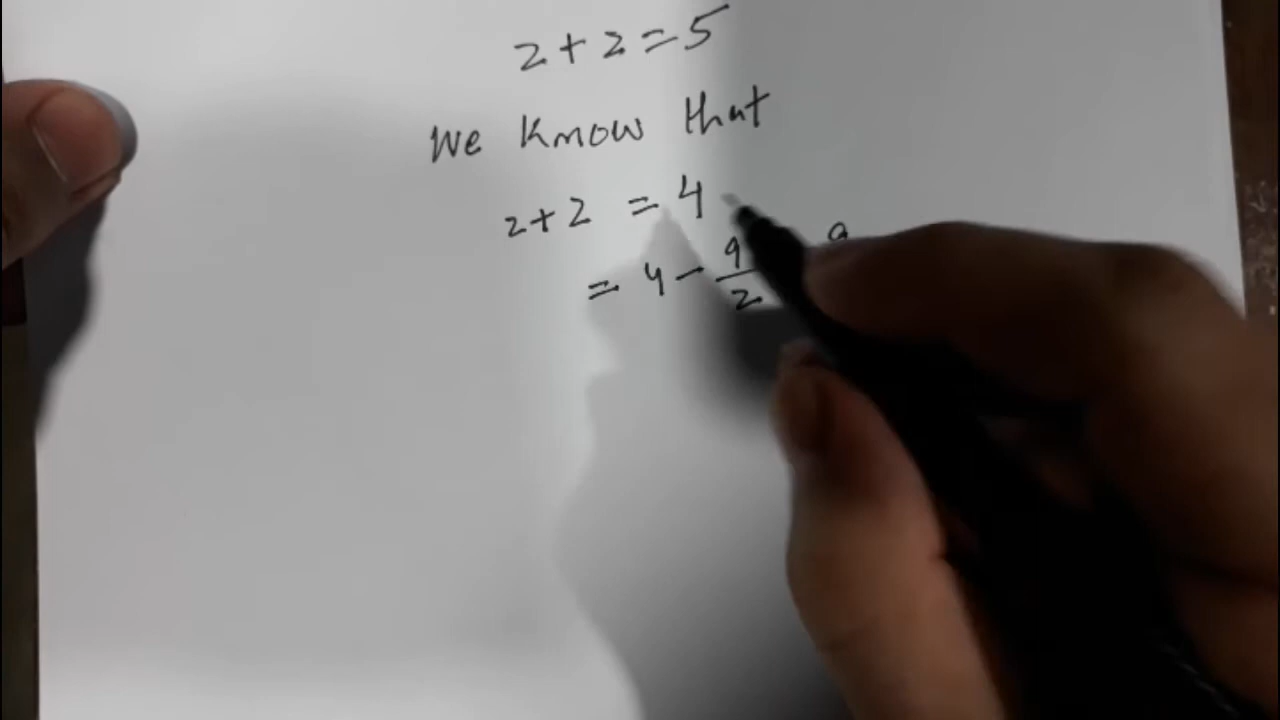 2 + 2 = 5
We know that
2 + 2 = 4
= 4 - 9/2